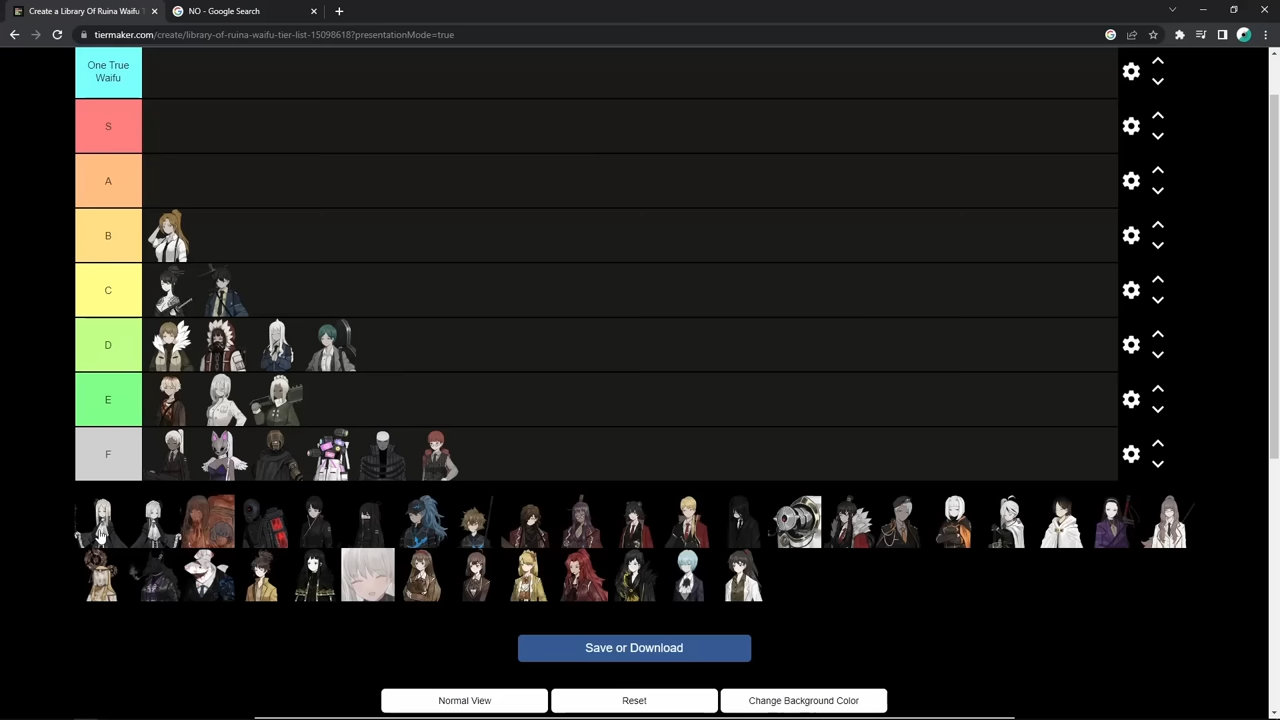 Create a Library Of Ruina Waifu T
NO - Google Search
tiermaker.com/create/library-of-ruina-waifu-tier-list-15098618?presentationMode=true
One True
Waifu
S
A
B
C
D
E
F
Save or Download
Normal View
Reset
Change Background Color